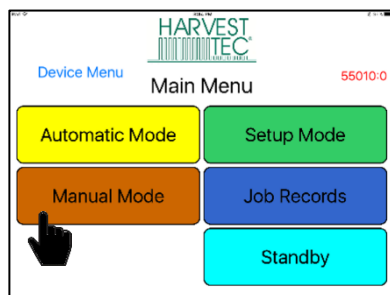 HARVEST
TEC
Device Menu
Main Menu
55010:0
Automatic Mode
Setup Mode
Manual Mode
Job Records
Standby